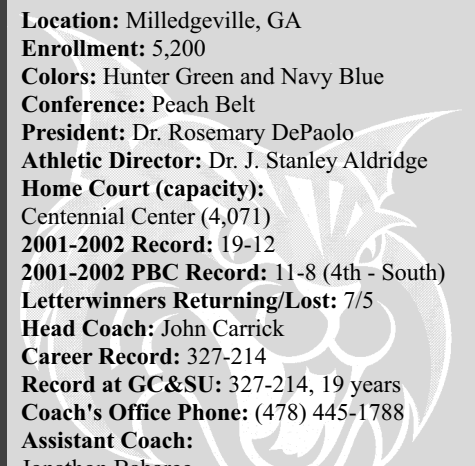 Location: Milledgeville, GA
Enrollment: 5,200
Colors: Hunter Green and Navy Blue
Conference: Peach Belt
President: Dr. Rosemary DePaolo
Athletic Director: Dr. J. Stanley Aldridge
Home Court (capacity):
Centennial Center (4,071)
2001-2002 Record: 19-12
2001-2002 PBC Record: 11-8 (4th - South)
Letterwinners Returning/Lost: 7/5
Head Coach: John Carrick
Career Record: 327-214
Record at GC&SU: 327-214, 19 years
Coach's Office Phone: (478) 445-1788
Assistant Coach:
Jonathan